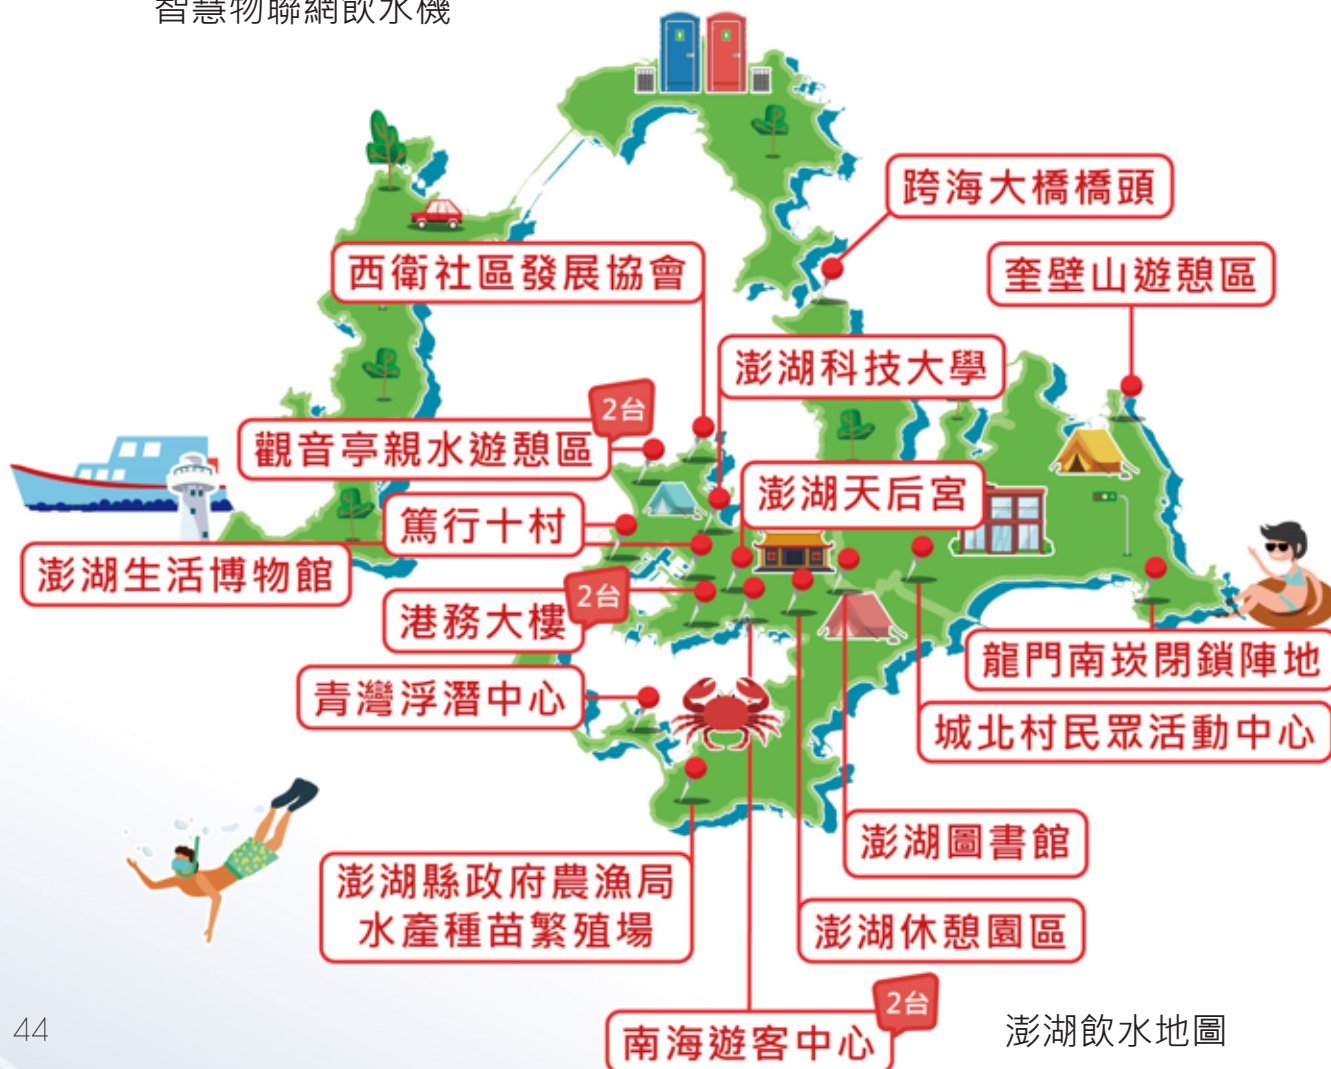 智慧物聯網飲水機
跨海大橋橋頭
西衛社區發展協會
奎壁山遊憩區
澎湖科技大學
2台
觀音亭親水遊憩區
澎湖天后宮
篤行十村
澎湖生活博物館
2台
港務大樓
龍門南崁閉鎖陣地
青灣浮潛中心
城北村民眾活動中心
澎湖圖書館
澎湖縣政府農漁局
水產種苗繁殖場
澎湖休憩園區
2台
南海遊客中心
澎湖飲水地圖
44